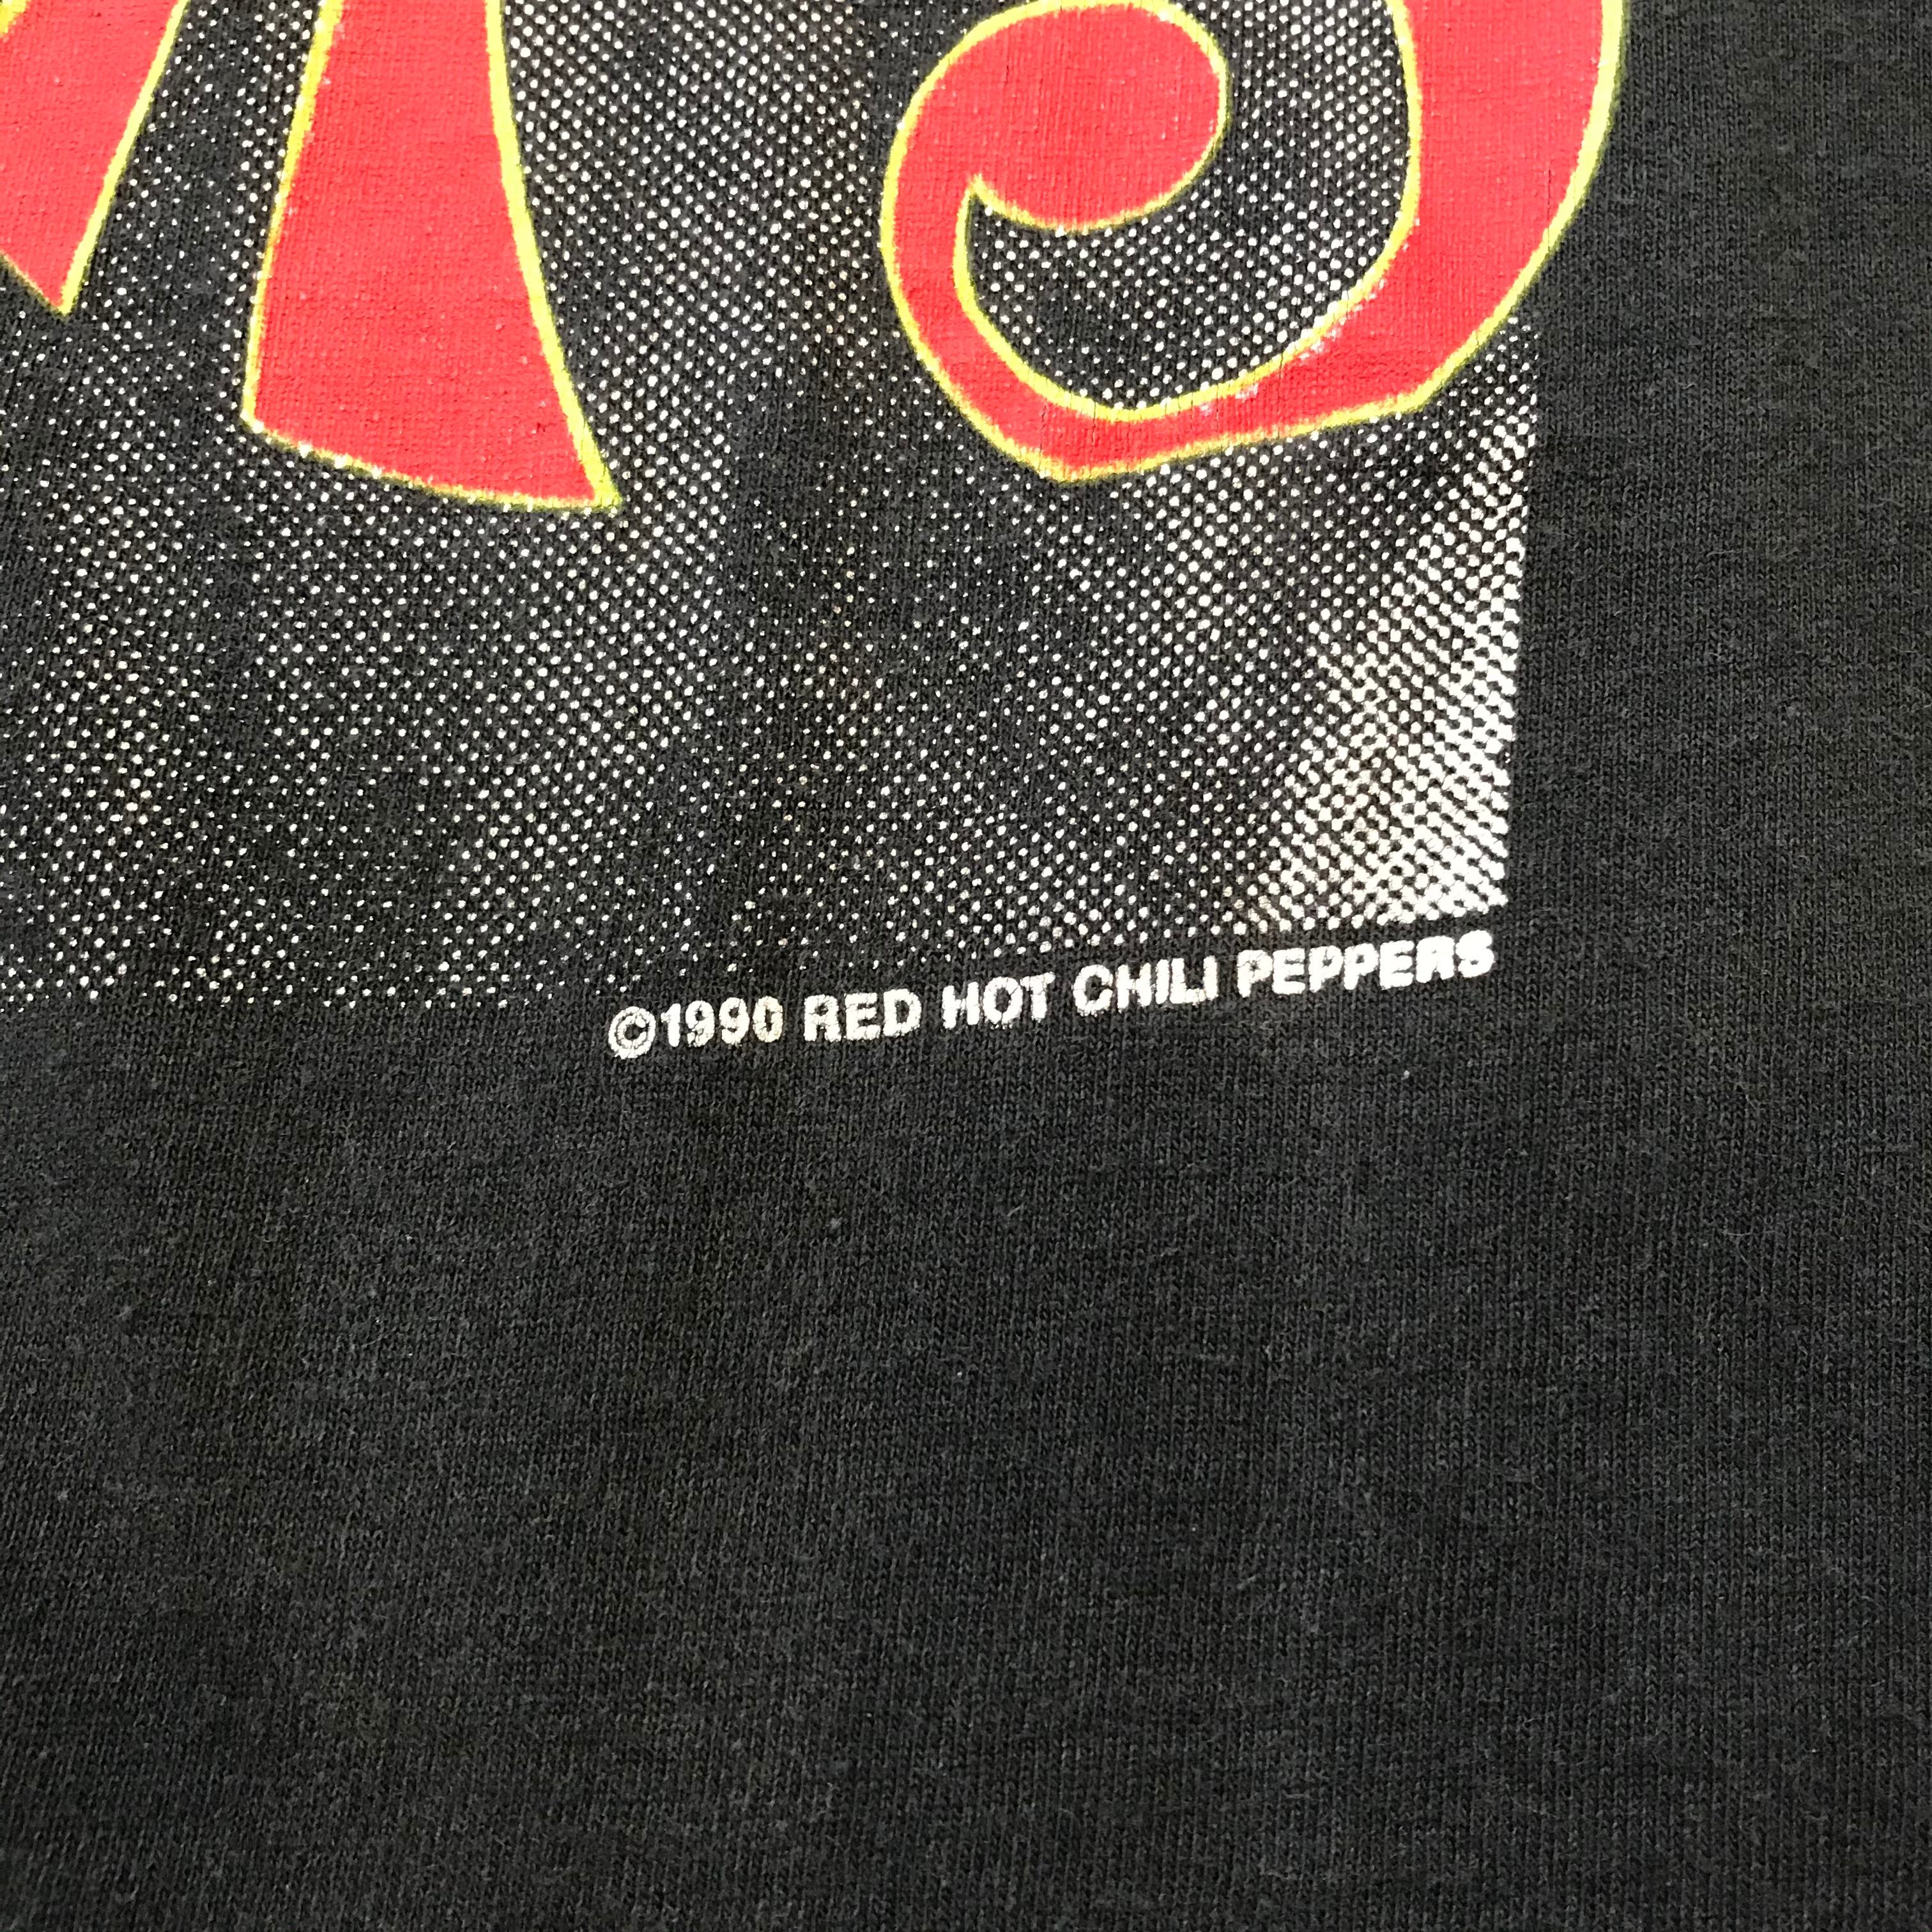 ©1990 RED HOT CHILI PEPPERS